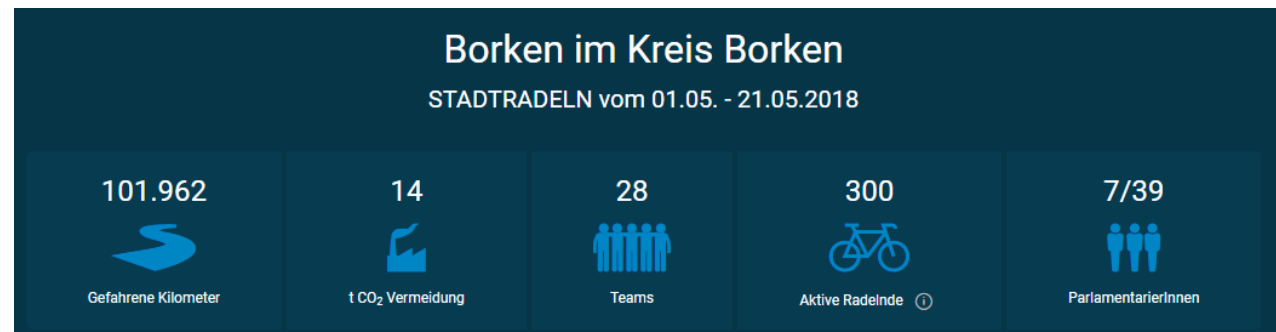 Borken im Kreis Borken
STADTRADELN vom 01.05. - 21.05.2018
101.962
14
28
300
7/39
Gefahrene Kilometer
t CO₂ Vermeidung
Teams
Aktive Radelnde
ParlamentarierInnen